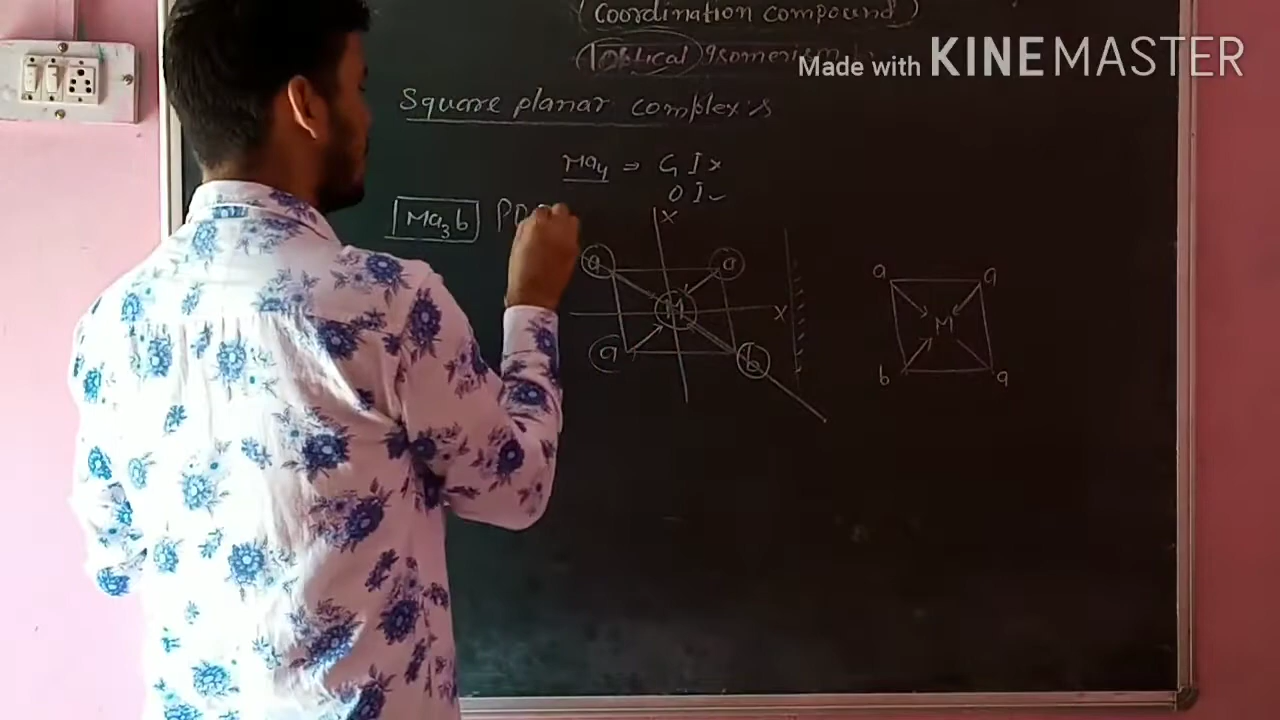 (Coordination compound)
(optical) Isomerism
Made with KINEMASTER
Square planar complex's
Ma4 ⇒ G I ×
O I ✓
Ma3b
x
a a
M x
a b
a a
M
b a